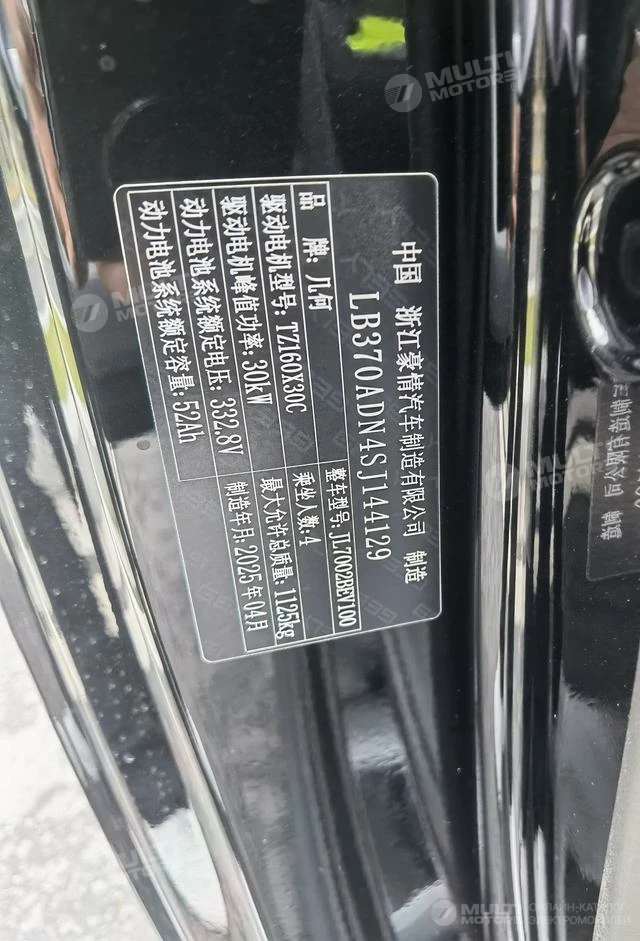 中国 浙江豪情汽车制造有限公司 制造
LB370ADN4SJ144129
品 牌:几何 整车型号:JL7002BEV100
驱动电机型号:TZ160X30C 乘坐人数:4
驱动电机峰值功率:30kW 最大允许总质量:1125kg
动力电池系统额定电压:332.8V 制造年月:2025年04月
动力电池系统额定容量:52Ah
MULTI
MOTORS
MULTI
MOTORS
ОНЛАЙН-КАТАЛОГ
ЭЛЕКТРОМОБИЛЕЙ